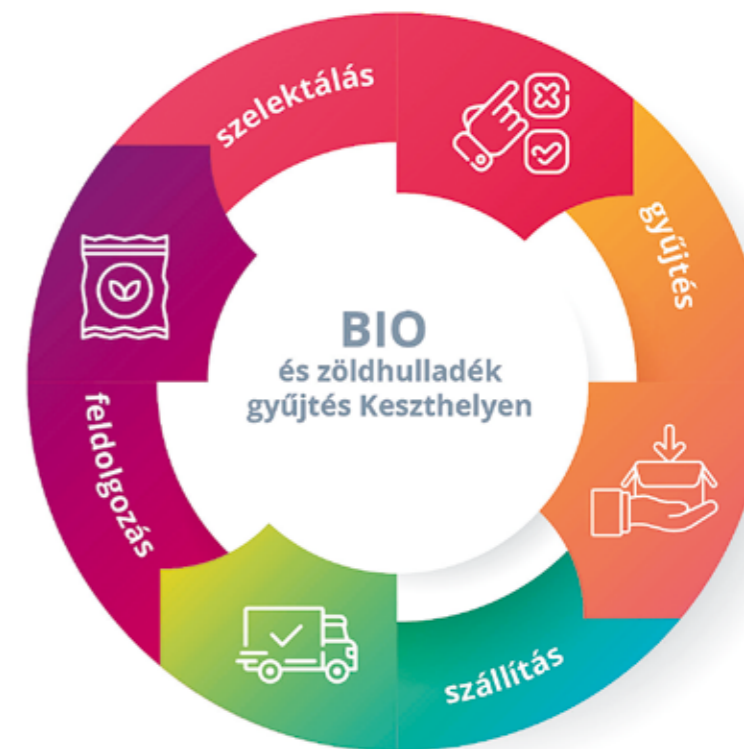 szelektálás
gyűjtés
BIO
és zöldhulladék
gyűjtés Keszthelyen
feldolgozás
szállítás